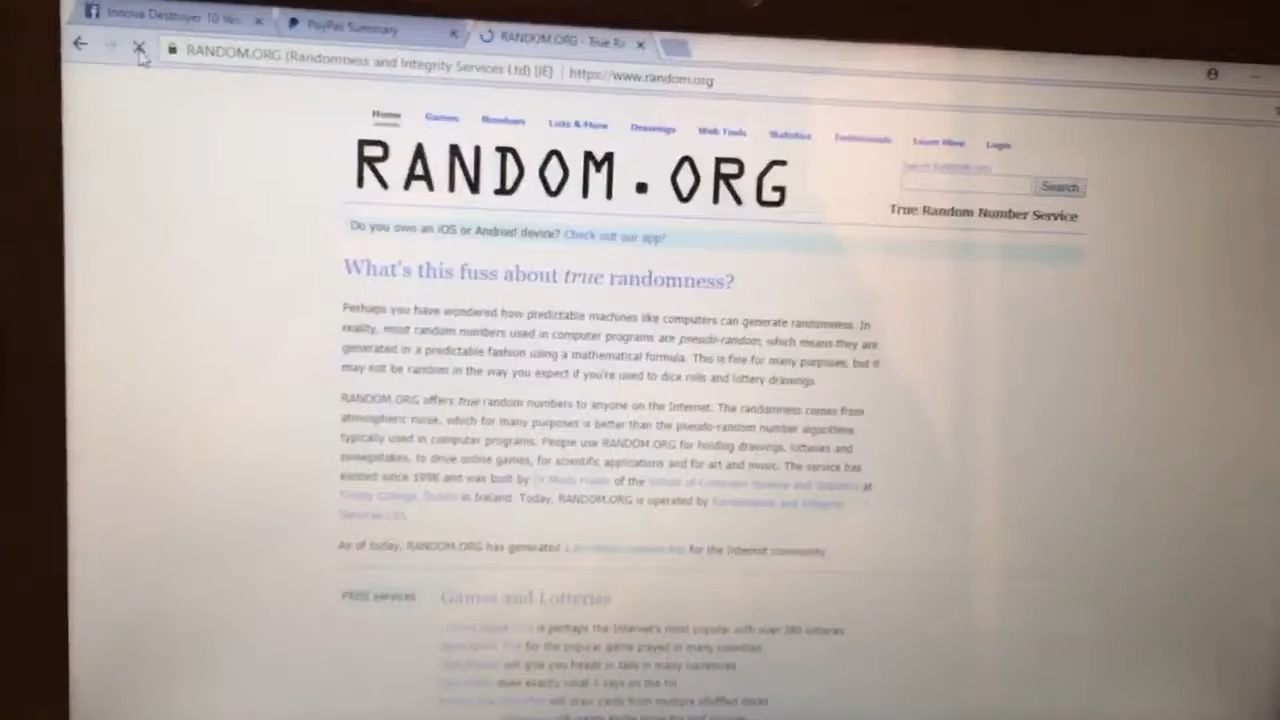 Innova Destroyer 10 Yea
PayPal Summary
RANDOM.ORG - True Ra
RANDOM.ORG (Randomness and Integrity Services Ltd) [IE] | https://www.random.org
Home Games Numbers Lists & More Drawings Web Tools Statistics Testimonials Learn More Login
RANDOM.ORG
Search
True Random Number Service
Do you own an iOS or Android device? Check out our app!
What's this fuss about true randomness?
Perhaps you have wondered how predictable machines like computers can generate randomness. In
reality, most random numbers used in computer programs are pseudo-random, which means they are
generated in a predictable fashion using a mathematical formula. This is fine for many purposes, but it
may not be random in the way you expect if you're used to dice rolls and lottery drawings.
RANDOM.ORG offers true random numbers to anyone on the Internet. The randomness comes from
atmospheric noise, which for many purposes is better than the pseudo-random number algorithms
typically used in computer programs. People use RANDOM.ORG for holding drawings, lotteries and
sweepstakes, to drive online games, for scientific applications and for art and music. The service has
existed since 1998 and was built by of the School of Computer Science and Statistics at
Trinity College, Dublin in Ireland. Today, RANDOM.ORG is operated by Randomness and Integrity
Services Ltd.
As of today, RANDOM.ORG has generated for the Internet community.
FREE services
Games and Lotteries
is perhaps the Internet's most popular with over 280 lotteries
for the popular game played in many countries
will give you heads or tails in many currencies
does exactly what it says on the tin
will draw cards from multiple shuffled decks